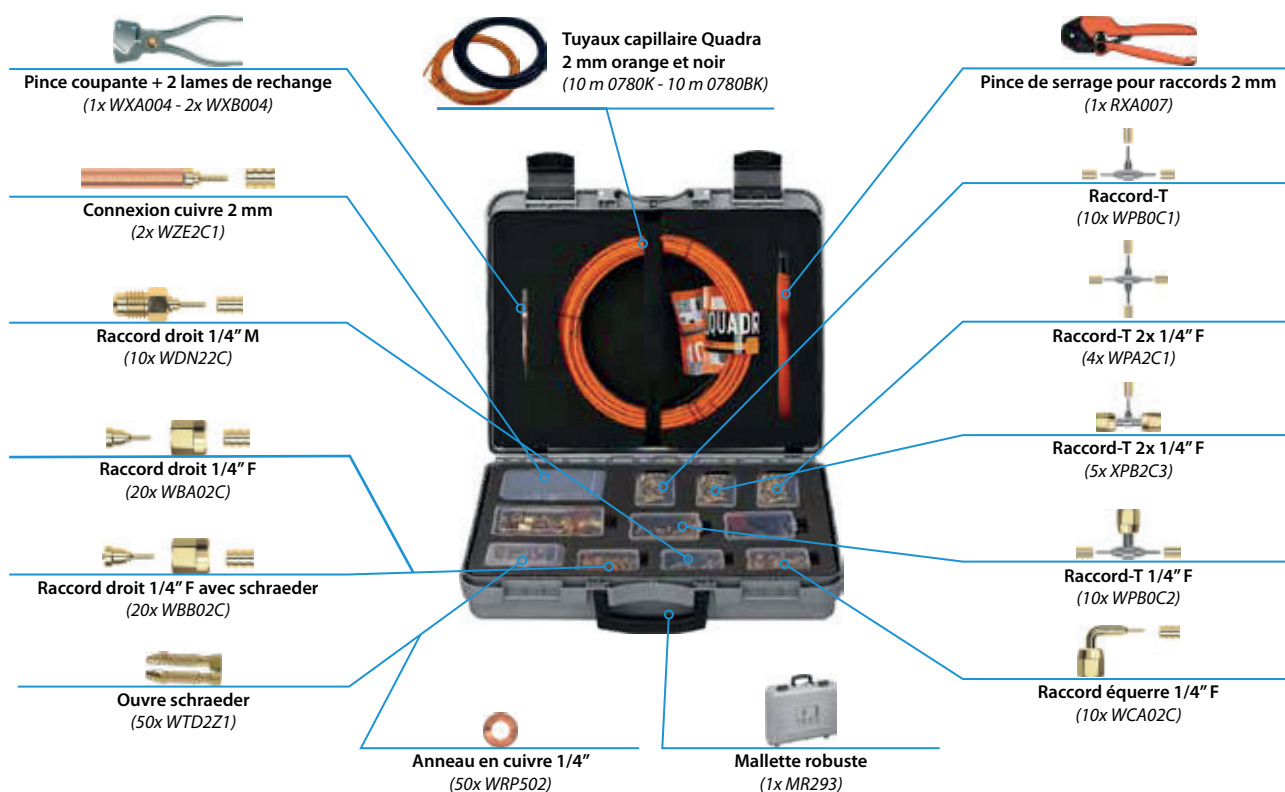 Pince coupante + 2 lames de rechange
(1x WXA004 - 2x WXB004)
Tuyaux capillaire Quadra
2 mm orange et noir
(10 m 0780K - 10 m 0780BK)
Pince de serrage pour raccords 2 mm
(1x RXA007)
Connexion cuivre 2 mm
(2x WZE2C1)
Raccord-T
(10x WPB0C1)
Raccord droit 1/4” M
(10x WDN22C)
QUADR
Raccord-T 2x 1/4” F
(4x WPA2C1)
Raccord droit 1/4” F
(20x WBA02C)
Raccord-T 2x 1/4” F
(5x XPB2C3)
Raccord droit 1/4” F avec schraeder
(20x WBB02C)
Raccord-T 1/4” F
(10x WPB0C2)
Ouvre schraeder
(50x WTD2Z1)
Raccord équerre 1/4” F
(10x WCA02C)
Anneau en cuivre 1/4”
(50x WRP502)
Mallette robuste
(1x MR293)